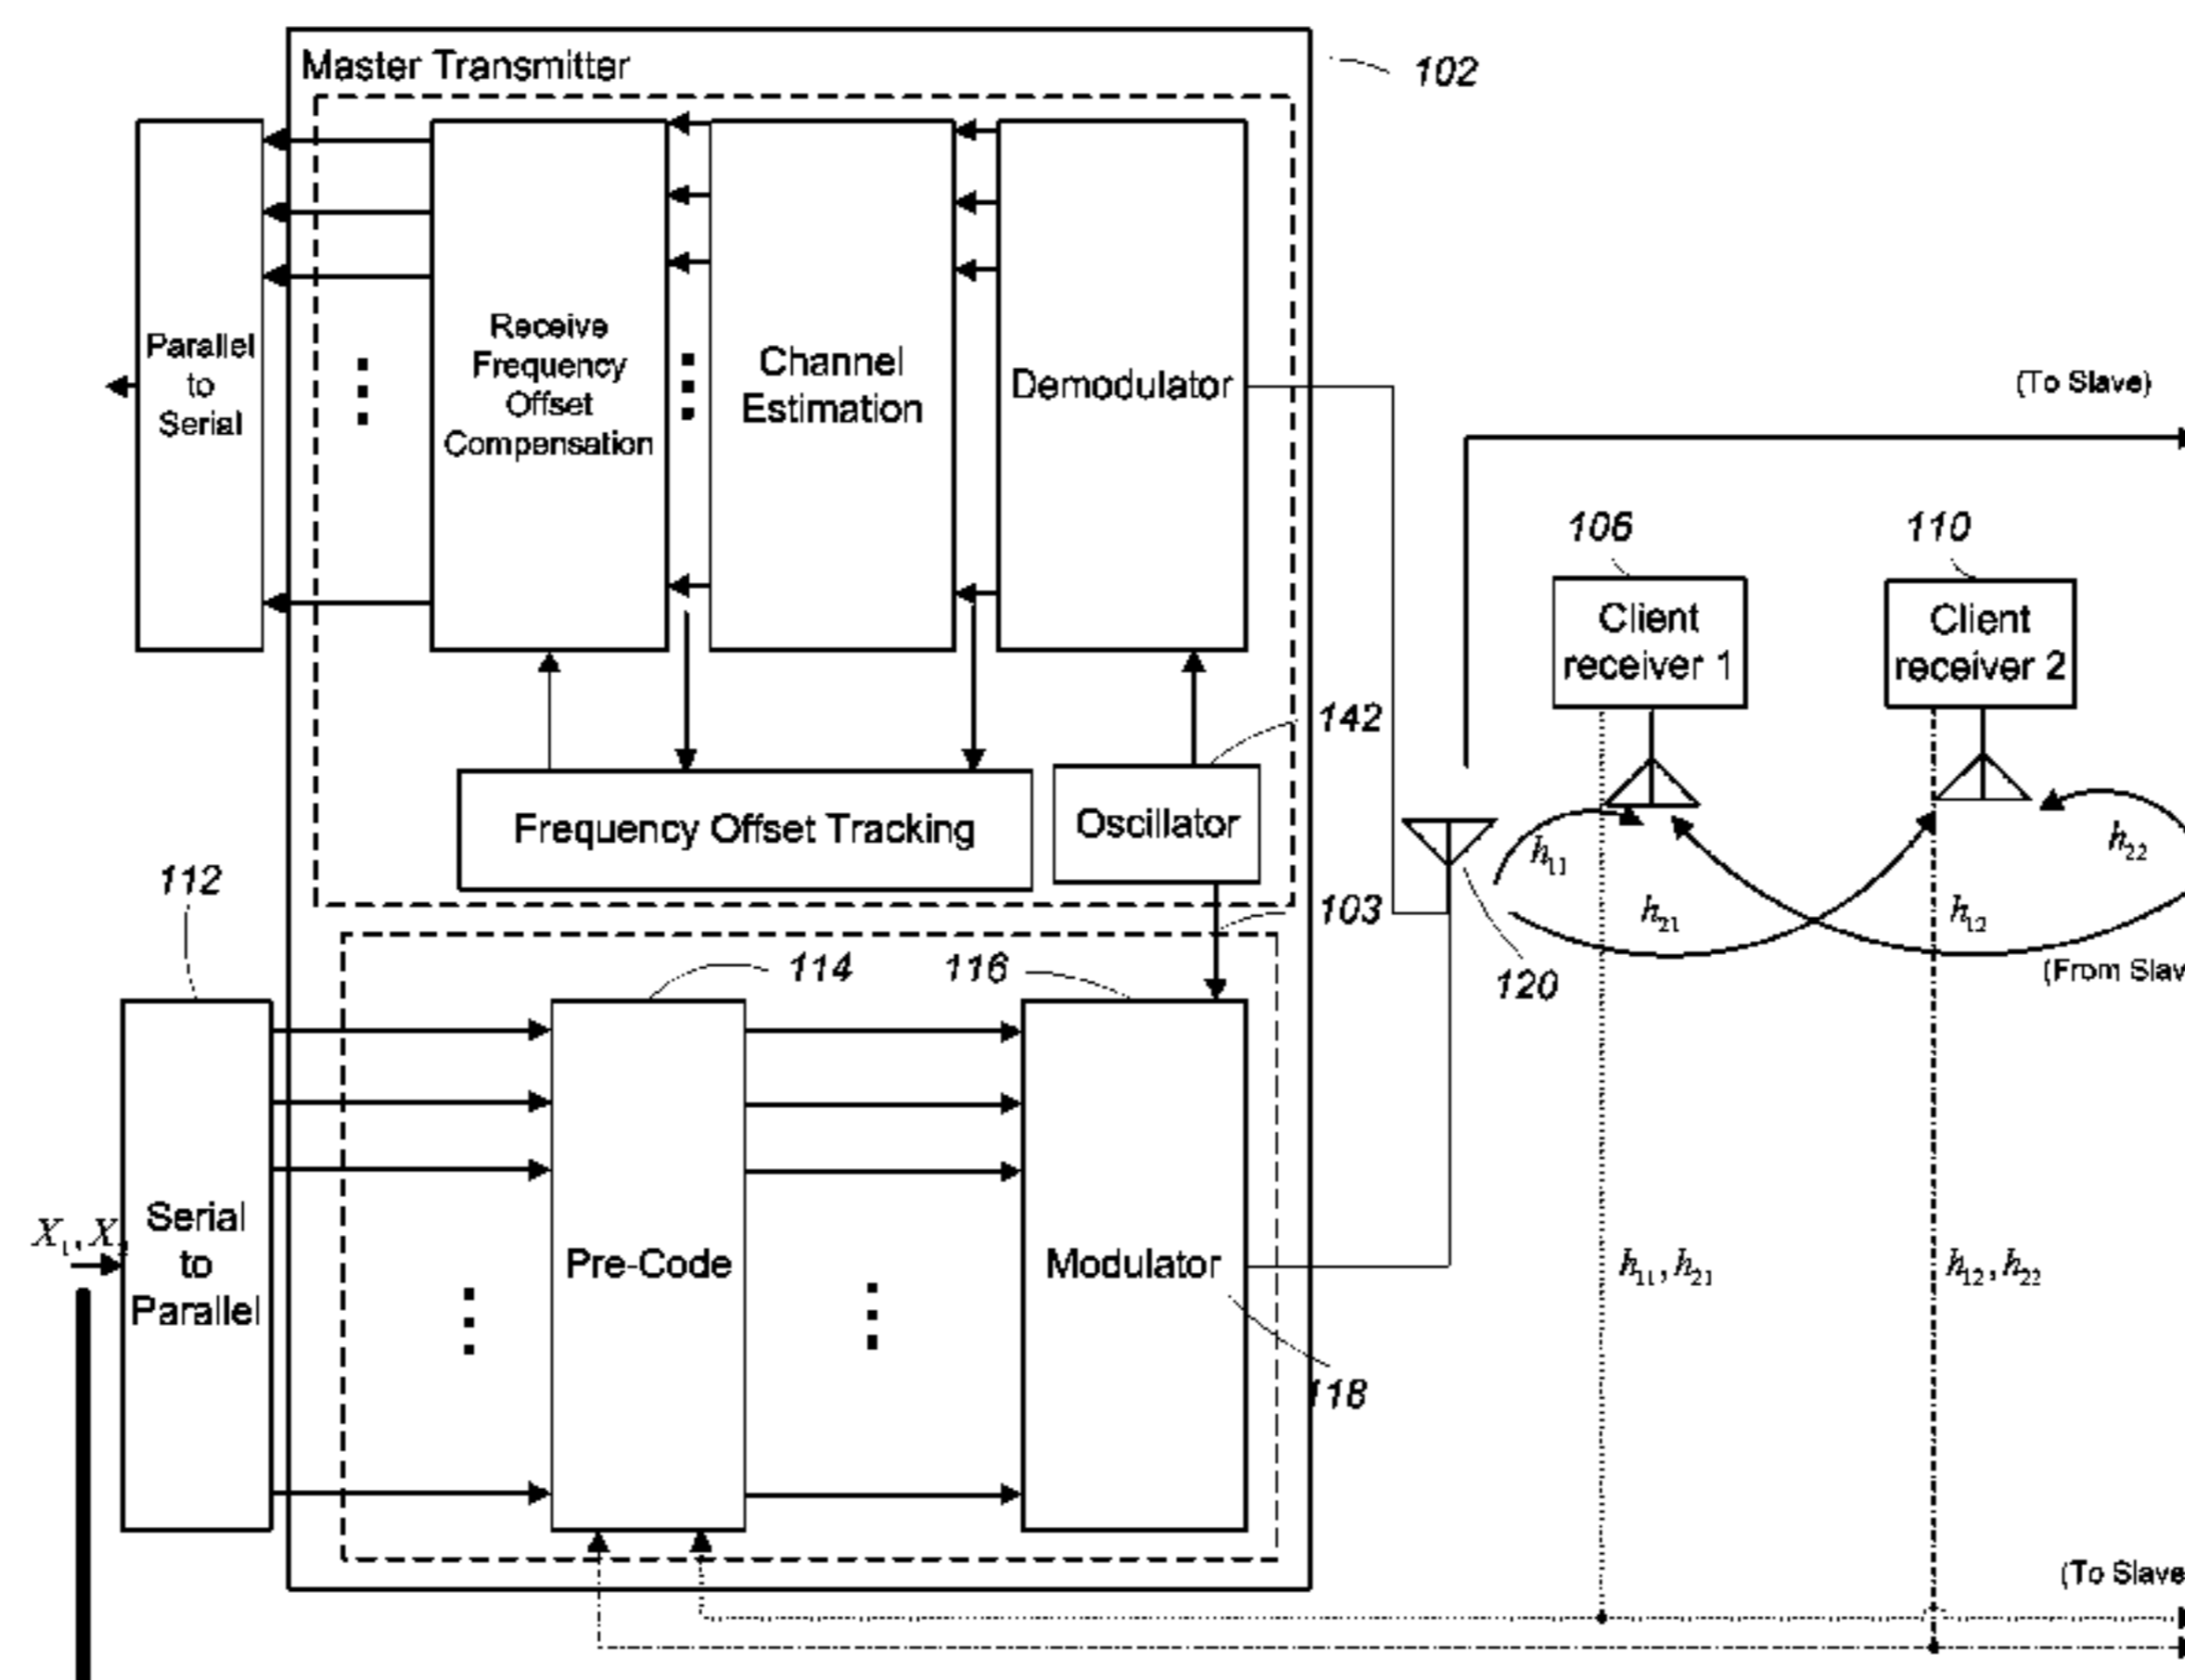 Master Transmitter
102
Parallel
to
Serial
Receive
Frequency
Offset
Compensation
Channel
Estimation
Demodulator
(To Slave)
106
110
Client
receiver 1
Client
receiver 2
142
Frequency Offset Tracking
Oscillator
h₁₁
h₂₂
112
103
h₂₁
h₁₂
114
116
120
(From Slav
X₁, X
Serial
to
Parallel
Pre-Code
Modulator
h₁₁, h₂₁
h₁₂, h₂₂
118
(To Slave